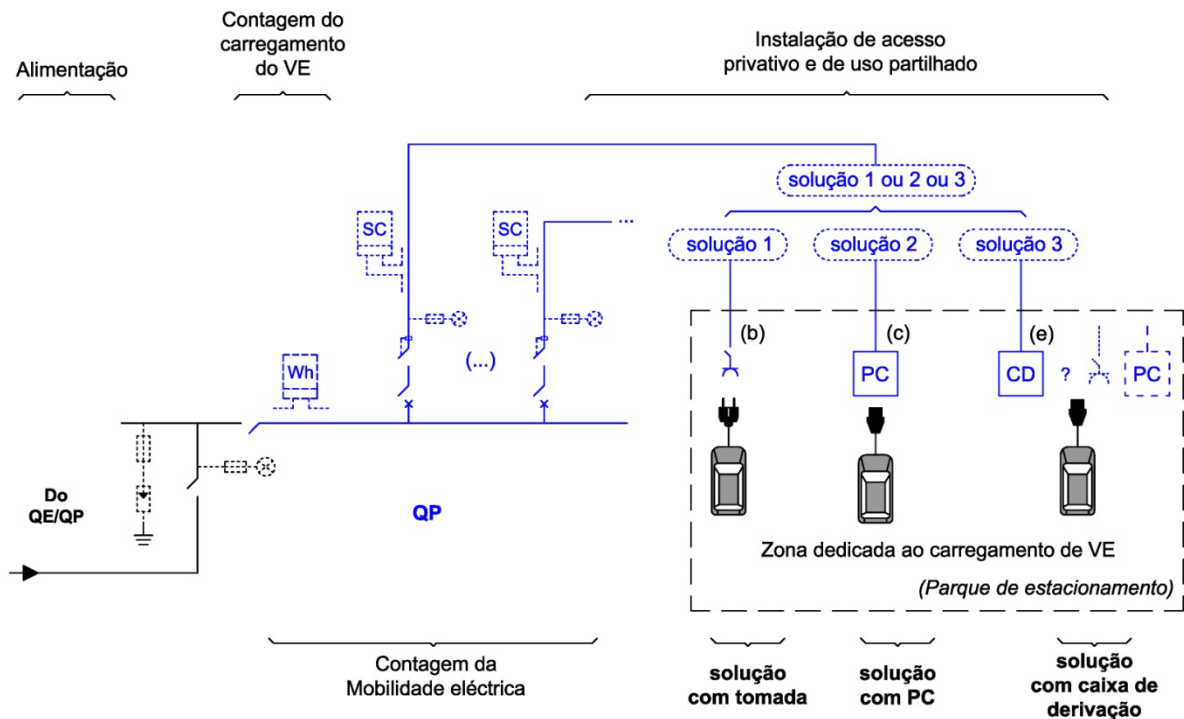 Contagem do
carregamento
do VE
Alimentação
Instalação de acesso
privativo e de uso partilhado
solução 1 ou 2 ou 3
SC
SC
...
solução 1
solução 2
solução 3
(b)
(c)
(e)
(...)
Wh
PC
CD
?
PC
Do
QE/QP
QP
Zona dedicada ao carregamento de VE
(Parque de estacionamento)
Contagem da
Mobilidade eléctrica
solução
com tomada
solução
com PC
solução
com caixa de
derivação